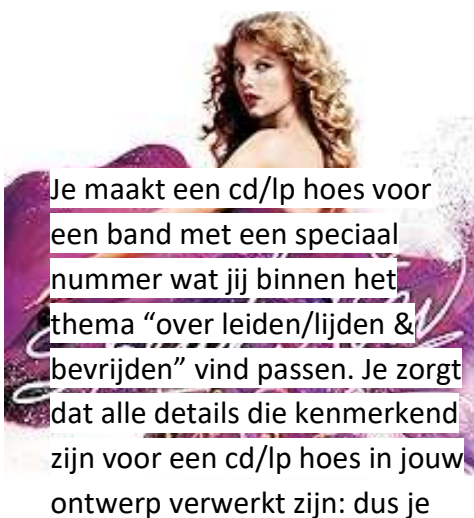 Je maakt een cd/lp hoes voor
een band met een speciaal
nummer wat jij binnen het
thema “over leiden/lijden &
bevrijden” vind passen. Je zorgt
dat alle details die kenmerkend
zijn voor een cd/lp hoes in jouw
ontwerp verwerkt zijn: dus je